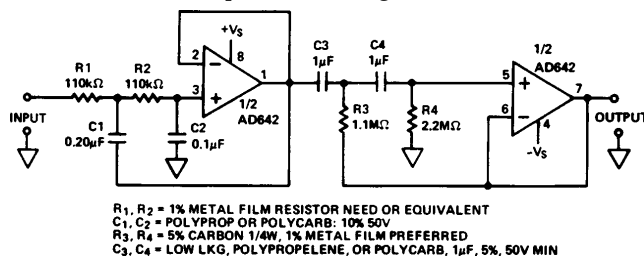 +VS
8
2
3
1
1/2
AD642
R1
110kΩ
R2
110kΩ
INPUT
C1
0.20μF
C2
0.1μF
C3
1μF
C4
1μF
R3
1.1MΩ
R4
2.2MΩ
1/2
AD642
5
6
7
4
-VS
OUTPUT
R1, R2 = 1% METAL FILM RESISTOR NEED OR EQUIVALENT
C1, C2 = POLYPROP OR POLYCARB: 10% 50V
R3, R4 = 5% CARBON 1/4W, 1% METAL FILM PREFERRED
C3, C4 = LOW LKG, POLYPROPELENE, OR POLYCARB, 1μF, 5%, 50V MIN